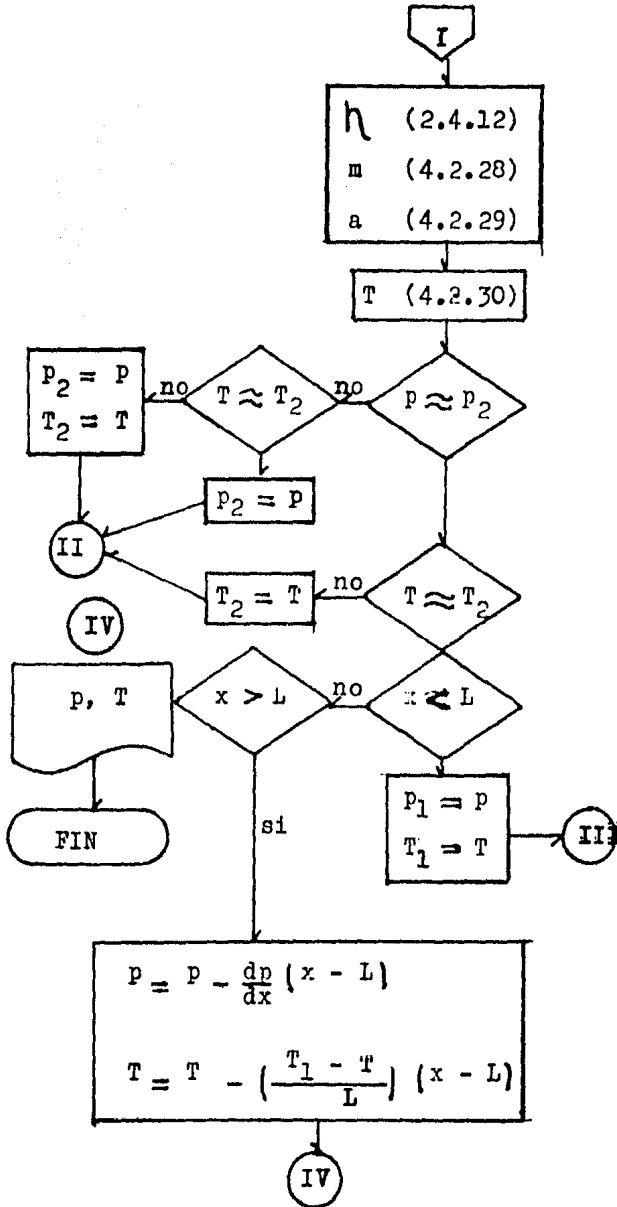 I
η (2.4.12)
m (4.2.28)
a (4.2.29)
T (4.2.30)
p ≈ p2
no
T ≈ T2
no
p2 = p
T2 = T
p2 = p
II
T ≈ T2
no
T2 = T
IV
x < L
no
x > L
p, T
FIN
si
p1 = p
T1 = T
III
p = p - dp/dx (x - L)
T = T - (T1 - T / L) (x - L)
IV